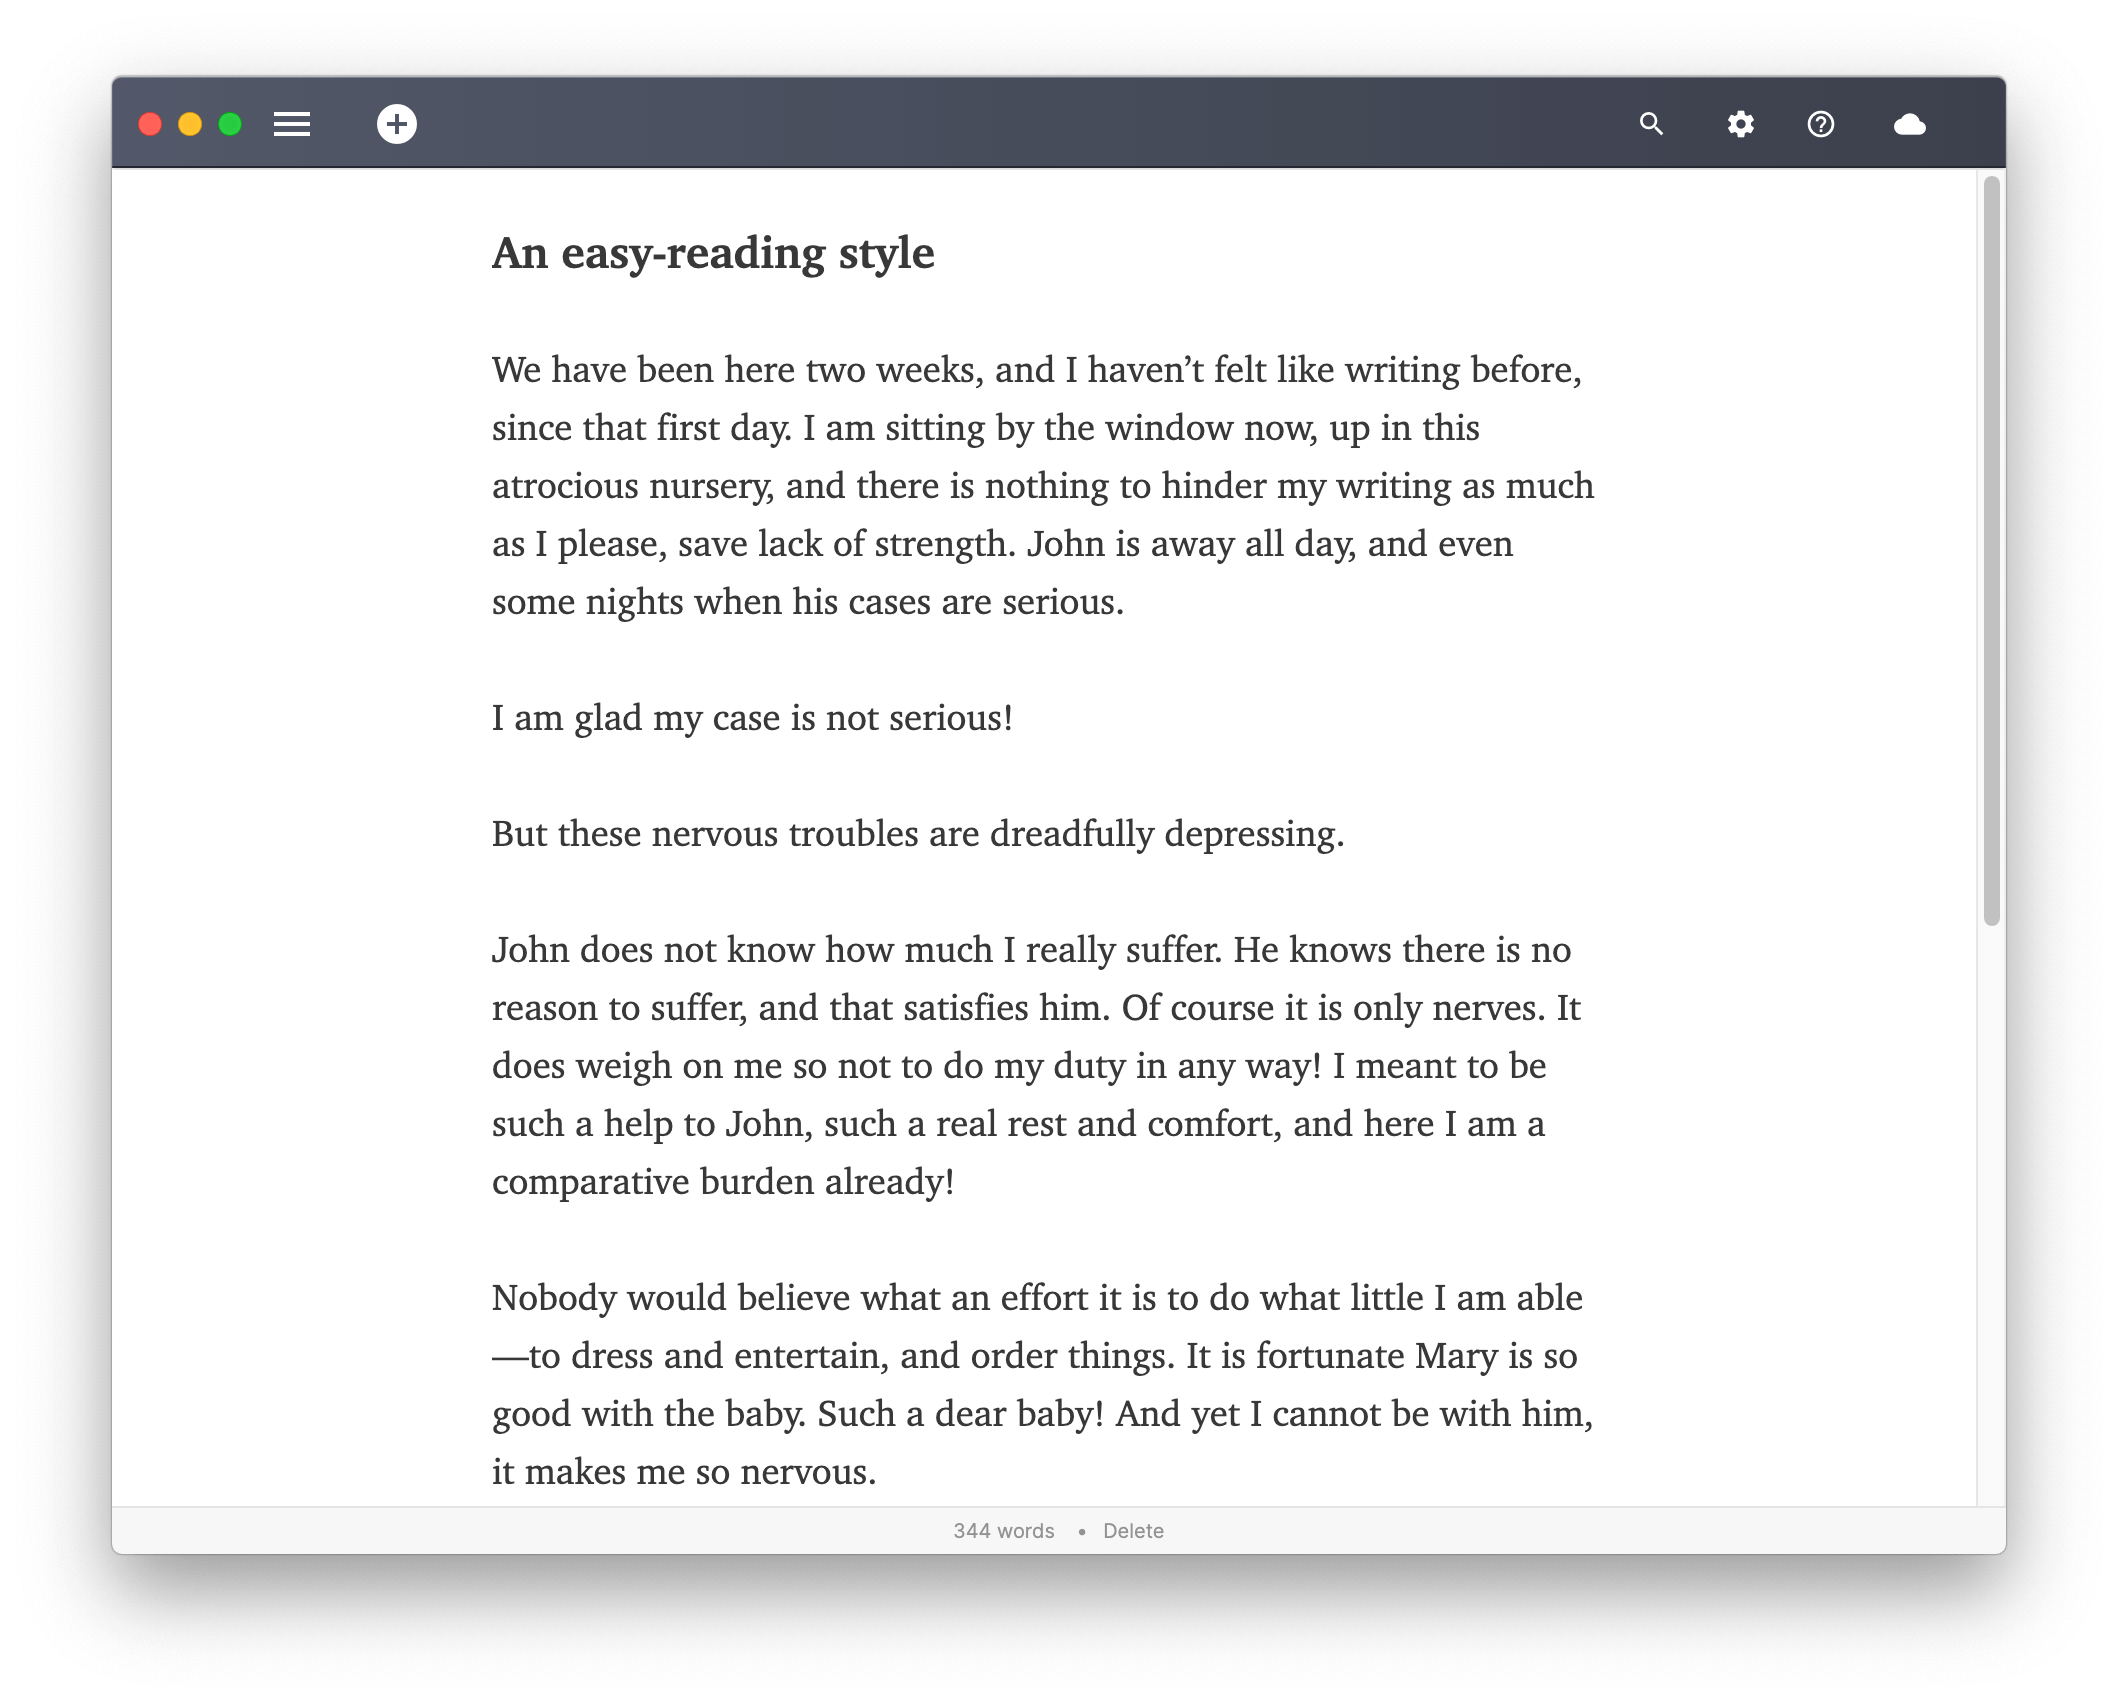 An easy-reading style
We have been here two weeks, and I haven’t felt like writing before,
since that first day. I am sitting by the window now, up in this
atrocious nursery, and there is nothing to hinder my writing as much
as I please, save lack of strength. John is away all day, and even
some nights when his cases are serious.
I am glad my case is not serious!
But these nervous troubles are dreadfully depressing.
John does not know how much I really suffer. He knows there is no
reason to suffer, and that satisfies him. Of course it is only nerves. It
does weigh on me so not to do my duty in any way! I meant to be
such a help to John, such a real rest and comfort, and here I am a
comparative burden already!
Nobody would believe what an effort it is to do what little I am able
—to dress and entertain, and order things. It is fortunate Mary is so
good with the baby. Such a dear baby! And yet I cannot be with him,
it makes me so nervous.
344 words • Delete